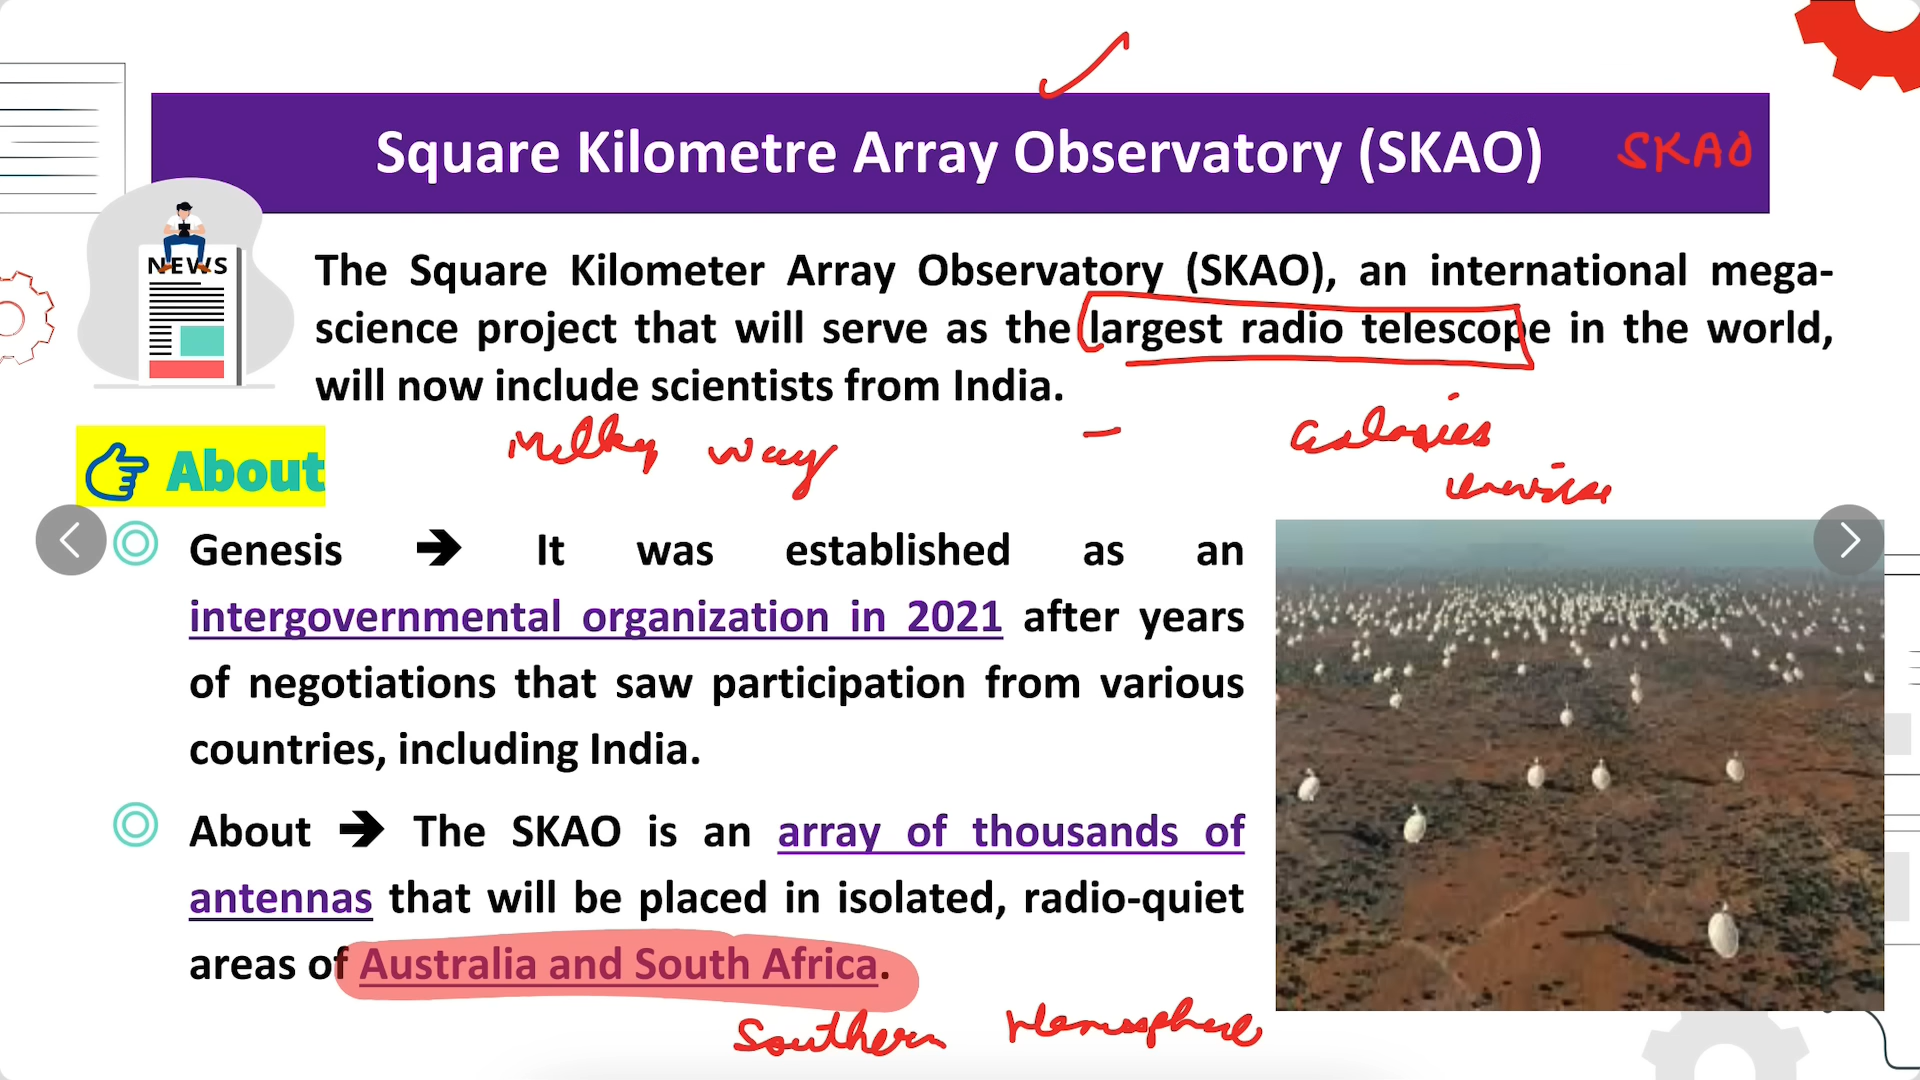 Square Kilometre Array Observatory (SKAO) SKAO
NEWS
The Square Kilometer Array Observatory (SKAO), an international mega-
science project that will serve as the largest radio telescope in the world,
will now include scientists from India.
Milky way – Galaxies
universe
About
Genesis ➔ It was established as an
intergovernmental organization in 2021 after years
of negotiations that saw participation from various
countries, including India.
About ➔ The SKAO is an array of thousands of
antennas that will be placed in isolated, radio-quiet
areas of Australia and South Africa.
Southern Hemisphere